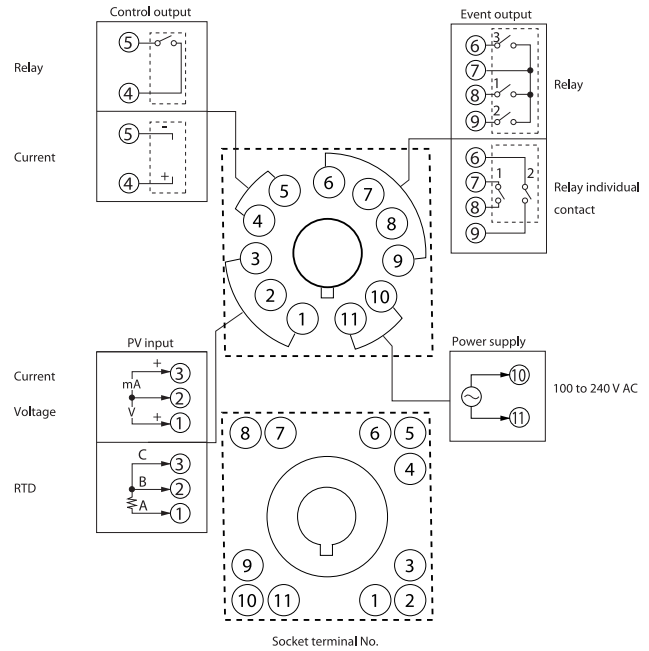 Control output
Relay
5
4
Current
5
-
4
+
Event output
6
3
7
8
1
9
2
Relay
6
7
1
2
8
9
Relay individual
contact
5
6
7
4
8
3
9
2
10
1
11
PV input
Current
Voltage
+
3
mA
2
V
+
1
RTD
C
3
B
2
A
1
Power supply
10
11
100 to 240 V AC
8
7
6
5
4
9
3
10
11
1
2
Socket terminal No.